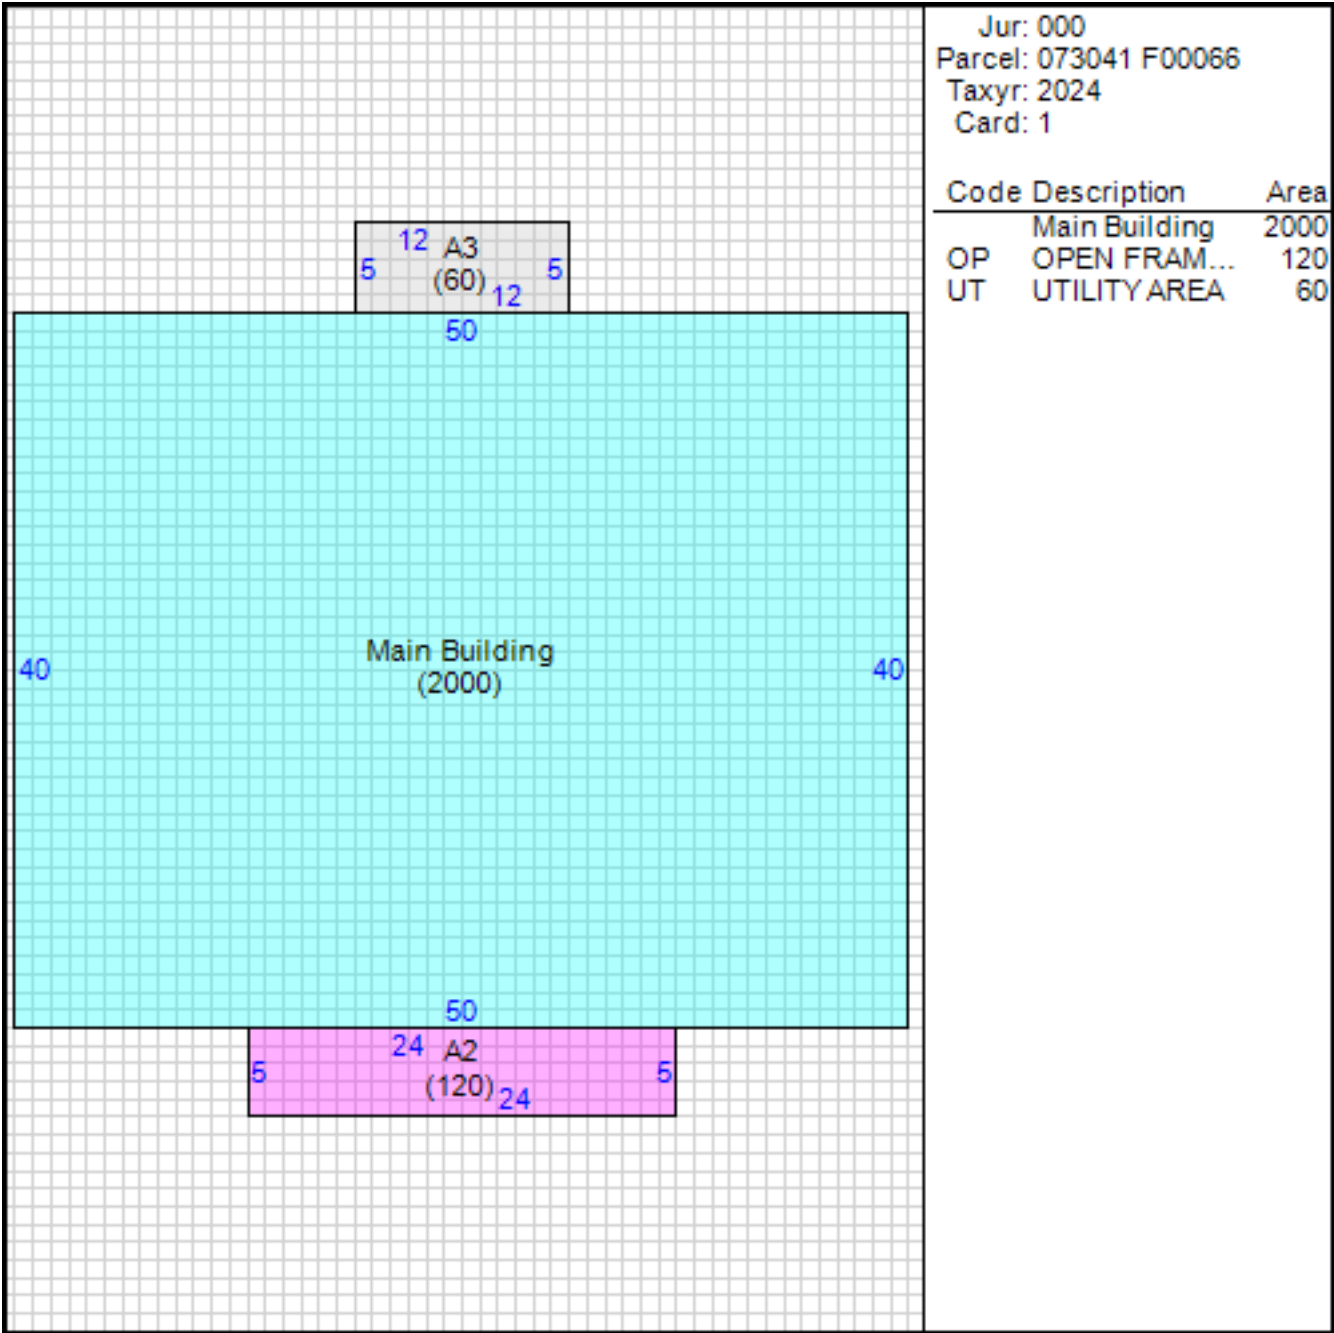 Jur: 000
Parcel: 073041 F00066
Taxyr: 2024
Card: 1
Code Description Area
Main Building 2000
OP OPEN FRAM... 120
UT UTILITY AREA 60
12 A3
5 (60) 5
12
50
Main Building
40 (2000) 40
50
24 A2
5 (120) 5
24